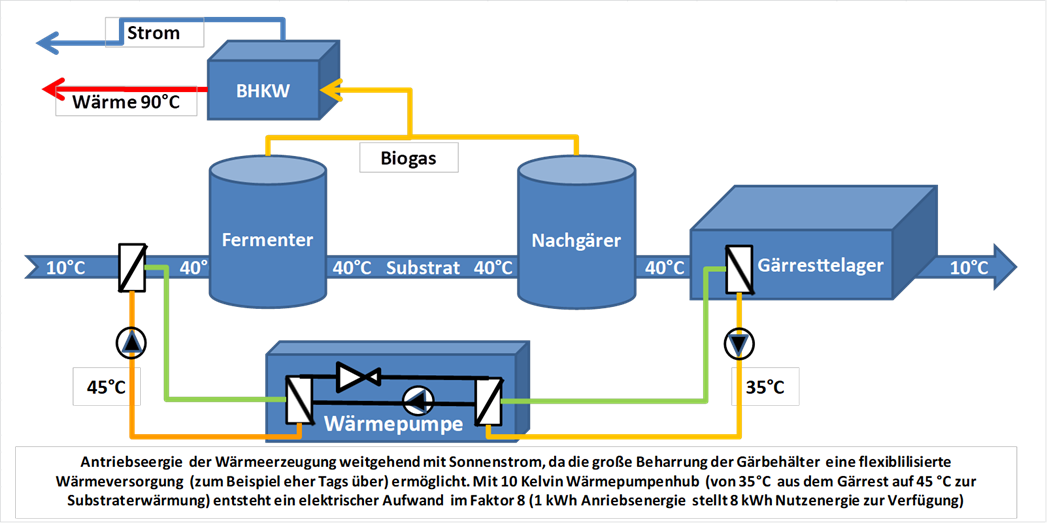 Strom
BHKW
Wärme 90°C
Biogas
Fermenter
Nachgärer
10°C
40°
40°C
Substrat
40°C
40°C
Gärresttelager
10°C
45°C
35°C
Wärmepumpe
Antriebseergie der Wärmeerzeugung weitgehend mit Sonnenstrom, da die große Beharrung der Gärbehälter eine flexiblilisierte
Wärmeversorgung (zum Beispiel eher Tags über) ermöglicht. Mit 10 Kelvin Wärmepumpenhub (von 35°C aus dem Gärrest auf 45 °C zur
Substraterwärmung) entsteht ein elektrischer Aufwand im Faktor 8 (1 kWh Anriebsenergie stellt 8 kWh Nutzenergie zur Verfügung)